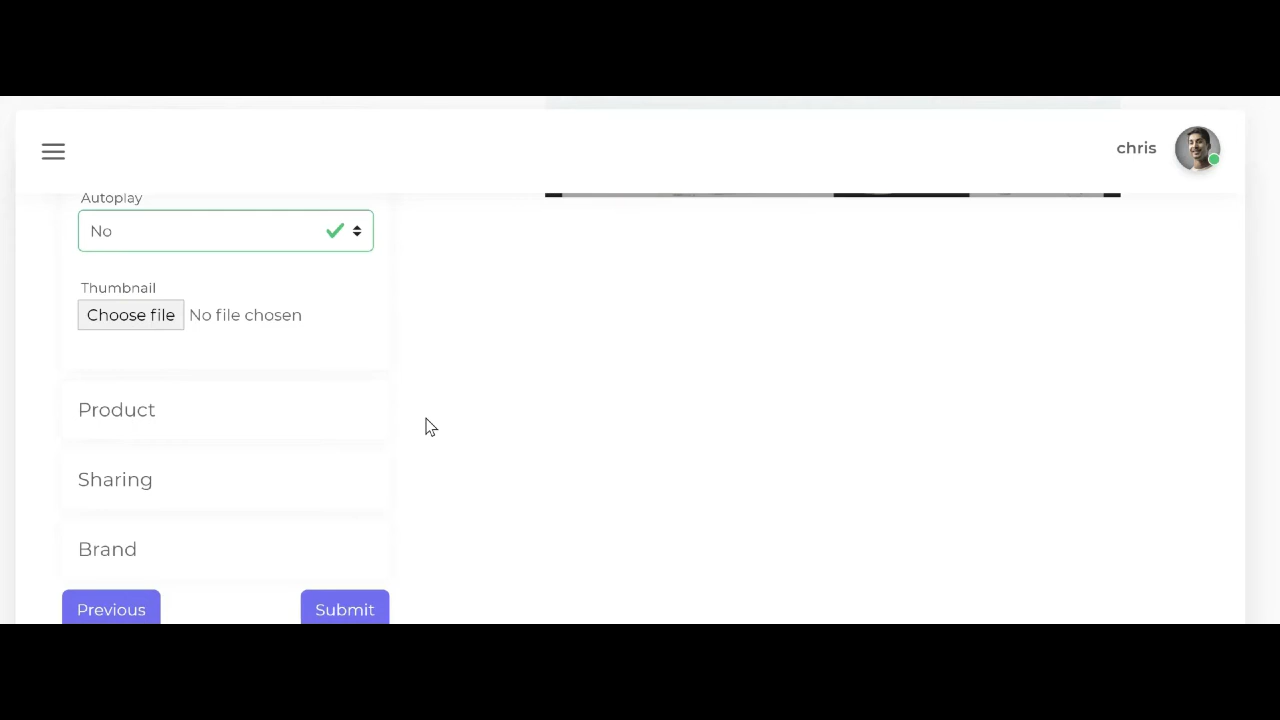 chris
Autoplay
No
Thumbnail
Choose file No file chosen
Product
Sharing
Brand
Previous
Submit